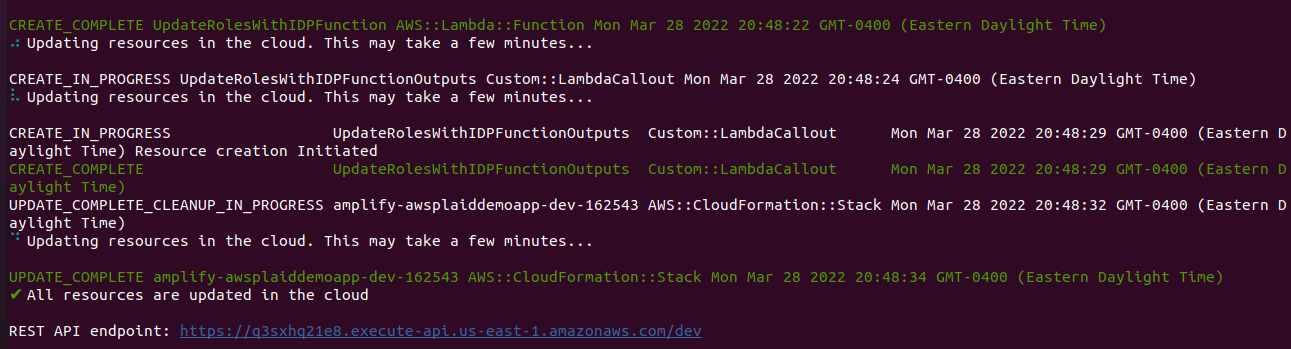 CREATE_COMPLETE UpdateRolesWithIDPFunction AWS::Lambda::Function Mon Mar 28 2022 20:48:22 GMT-0400 (Eastern Daylight Time)
Updating resources in the cloud. This may take a few minutes...
CREATE_IN_PROGRESS UpdateRolesWithIDPFunctionOutputs Custom::LambdaCallout Mon Mar 28 2022 20:48:24 GMT-0400 (Eastern Daylight Time)
Updating resources in the cloud. This may take a few minutes...
CREATE_IN_PROGRESS UpdateRolesWithIDPFunctionOutputs Custom::LambdaCallout Mon Mar 28 2022 20:48:29 GMT-0400 (Eastern D
aylight Time) Resource creation Initiated
CREATE_COMPLETE UpdateRolesWithIDPFunctionOutputs Custom::LambdaCallout Mon Mar 28 2022 20:48:29 GMT-0400 (Eastern D
aylight Time)
UPDATE_COMPLETE_CLEANUP_IN_PROGRESS amplify-awsplaiddemoapp-dev-162543 AWS::CloudFormation::Stack Mon Mar 28 2022 20:48:32 GMT-0400 (Eastern D
aylight Time)
Updating resources in the cloud. This may take a few minutes...
UPDATE_COMPLETE amplify-awsplaiddemoapp-dev-162543 AWS::CloudFormation::Stack Mon Mar 28 2022 20:48:34 GMT-0400 (Eastern Daylight Time)
✔ All resources are updated in the cloud
REST API endpoint: https://q3sxhq21e8.execute-api.us-east-1.amazonaws.com/dev